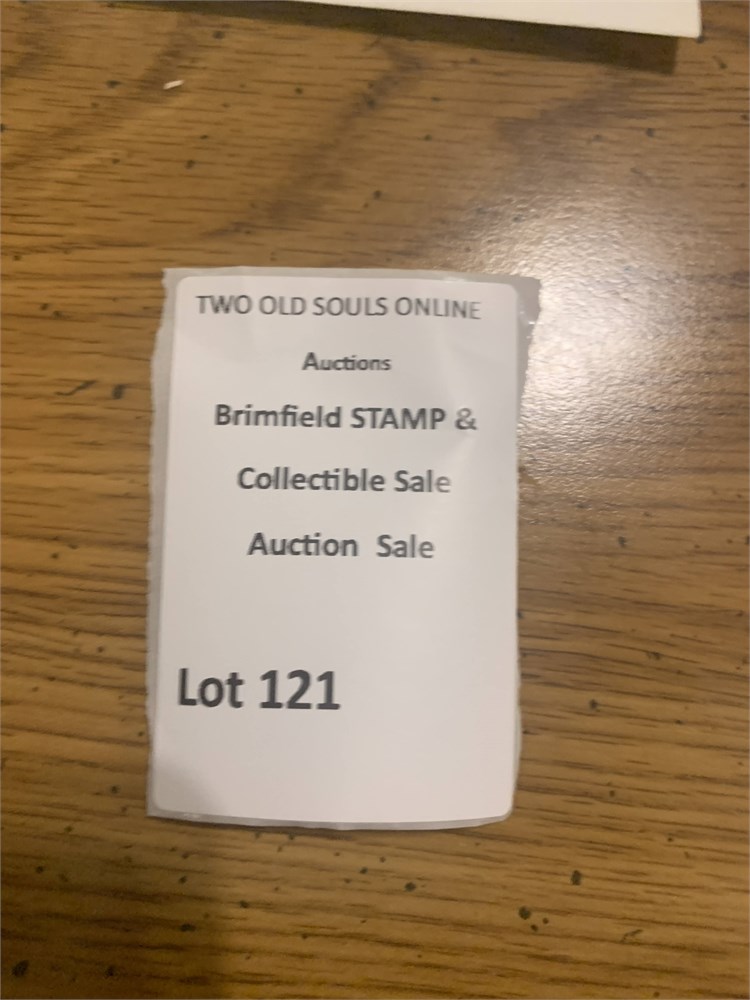 TWO OLD SOULS ONLINE
Auctions
Brimfield STAMP &
Collectible Sale
Auction Sale
Lot 121